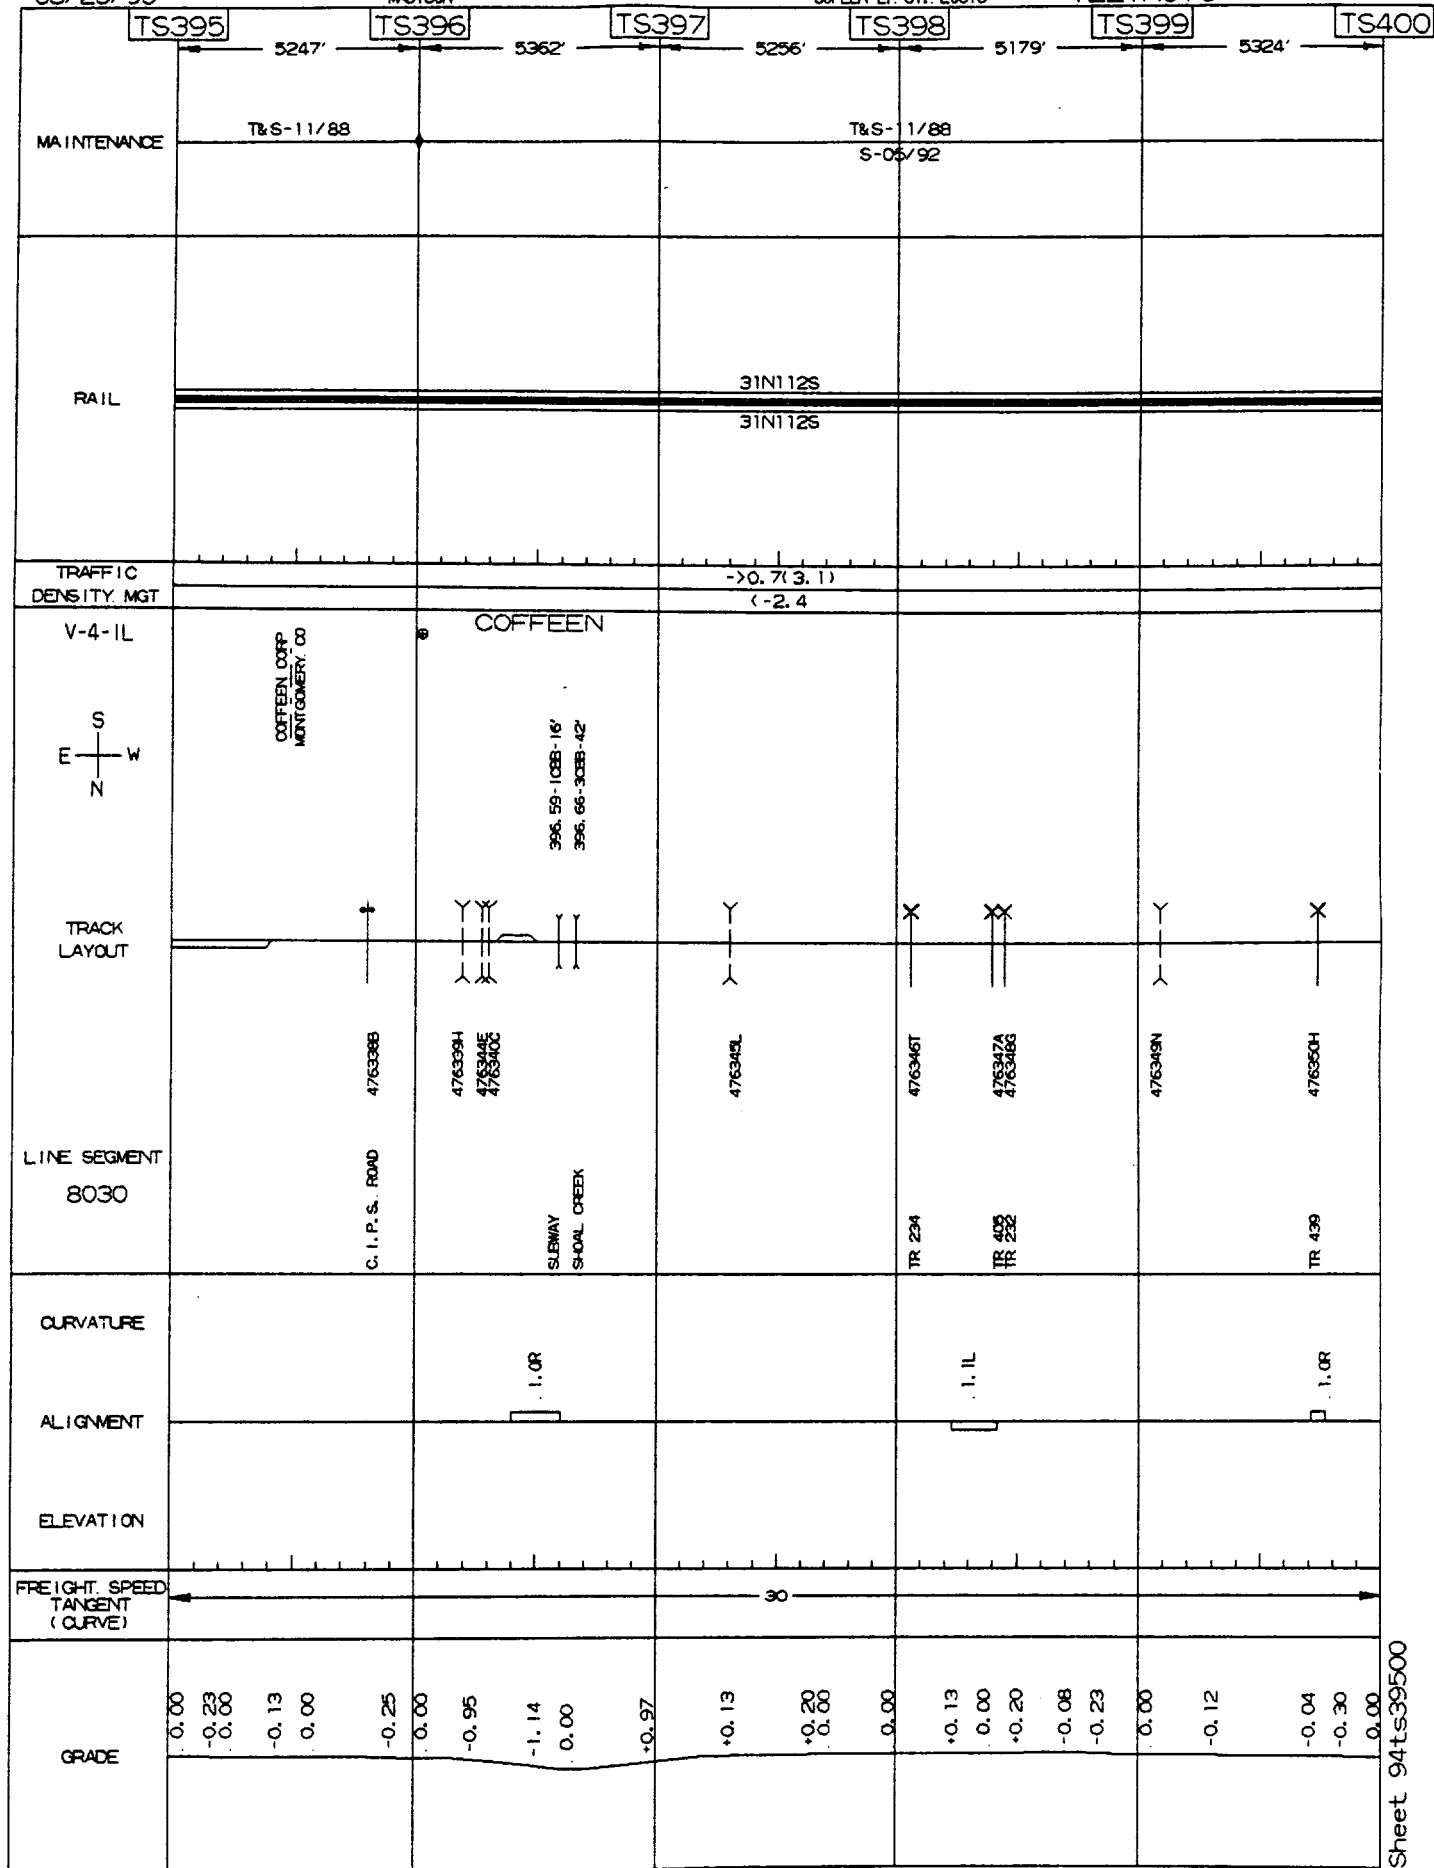 TS395 TS396 TS397 TS398 TS399 TS400
5247' 5362' 5256' 5179' 5324'
MAINTENANCE
T&S-11/88 T&S-11/88
S-05/92
RAIL
31N112S
31N112S
TRAFFIC
DENSITY. MGT
->0.7(3.1)
<-2.4
V-4-IL
COFFEEN
COFFEEN CORP
MONTGOMERY. CO
S
E W
N
396.59-1CBB-16'
396.66-3CBB-42'
TRACK
LAYOUT
476338B
476339H
476344E
476340C
476345L
476346T
476347A
476348G
476349N
476350H
LINE SEGMENT
8030
C.I.P.S. ROAD
SUBWAY
SHOAL CREEK
TR 234
TR 405
TR 232
TR 439
CURVATURE
1.0R
1.1L
1.0R
ALIGNMENT
ELEVATION
FREIGHT. SPEED
TANGENT
(CURVE)
30
GRADE
0.00
-0.23
0.00
-0.13
0.00
-0.25
0.00
-0.95
-1.14
0.00
+0.97
+0.13
+0.20
0.00
0.00
+0.13
0.00
+0.20
-0.08
-0.23
0.00
-0.12
-0.04
-0.30
0.00
Sheet 94ts39500